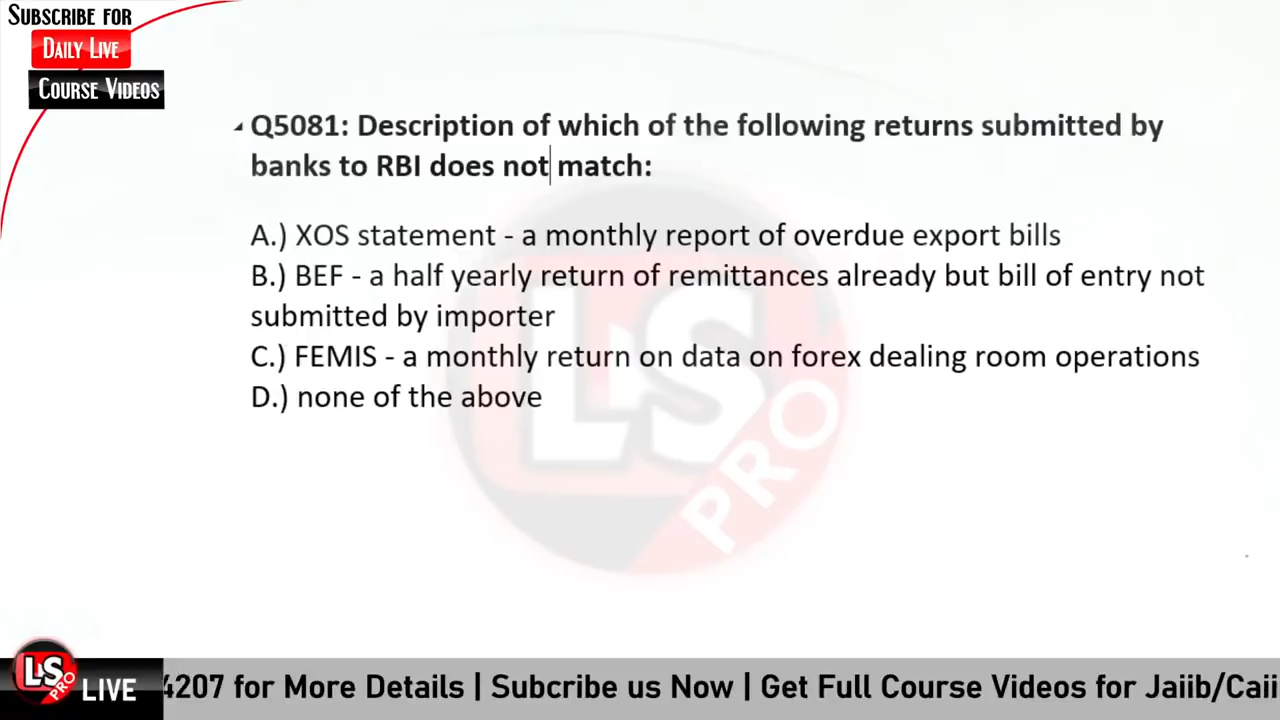 SUBSCRIBE FOR
DAILY LIVE
COURSE VIDEOS
Q5081: Description of which of the following returns submitted by
banks to RBI does not match:
A.) XOS statement - a monthly report of overdue export bills
B.) BEF - a half yearly return of remittances already but bill of entry not
submitted by importer
C.) FEMIS - a monthly return on data on forex dealing room operations
D.) none of the above
LS
PRO
LS
PRO
LIVE
4207 for More Details | Subcribe us Now | Get Full Course Videos for Jaiib/Caii